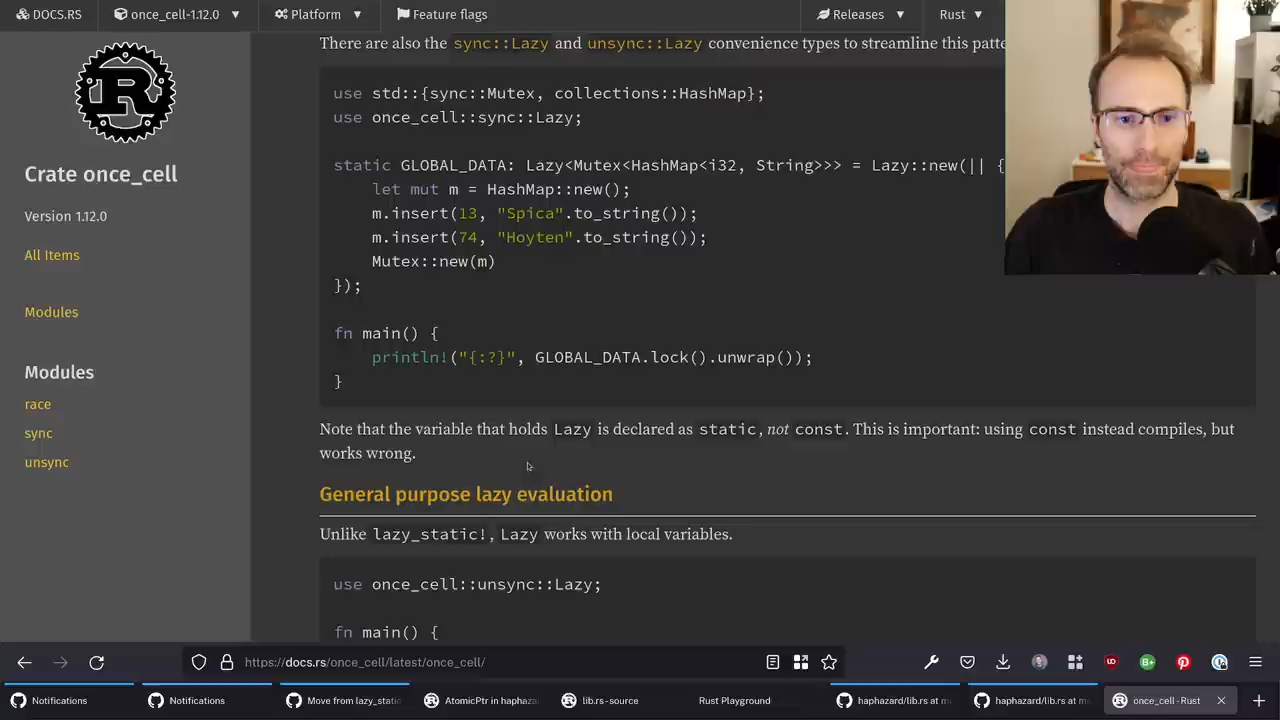 DOCS.RS
once_cell-1.12.0
Platform
Feature flags
Releases
Rust
There are also the sync::Lazy and unsync::Lazy convenience types to streamline this
use std::{sync::Mutex, collections::HashMap};
use once_cell::sync::Lazy;
static GLOBAL_DATA: Lazy<Mutex<HashMap<i32, String>>> = Lazy::new(|| {
let mut m = HashMap::new();
m.insert(13, "Spica".to_string());
m.insert(74, "Hoyten".to_string());
Mutex::new(m)
});
fn main() {
println!("{:?}", GLOBAL_DATA.lock().unwrap());
}
Note that the variable that holds Lazy is declared as static, not const. This is important: using const instead compiles, but
works wrong.
General purpose lazy evaluation
Unlike lazy_static!, Lazy works with local variables.
use once_cell::unsync::Lazy;
fn main() {
Crate once_cell
Version 1.12.0
All Items
Modules
Modules
race
sync
unsync
https://docs.rs/once_cell/latest/once_cell/
Notifications
Notifications
Move from lazy_stati
AtomicPtr in haphaza
lib.rs - source
Rust Playground
haphazard/lib.rs at m
haphazard/lib.rs at m
once_cell - Rust